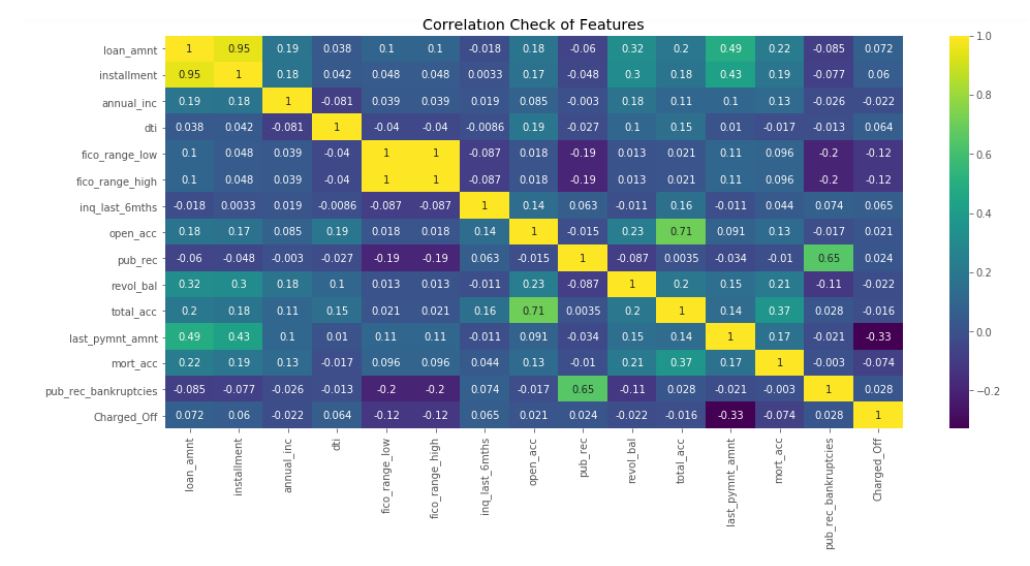 Correlation Check of Features
loan_amnt 1 0.95 0.19 0.038 0.1 0.1 -0.018 0.18 -0.06 0.32 0.2 0.49 0.22 -0.085 0.072
installment 0.95 1 0.18 0.042 0.048 0.048 0.0033 0.17 -0.048 0.3 0.18 0.43 0.19 -0.077 0.06
annual_inc 0.19 0.18 1 -0.081 0.039 0.039 0.019 0.085 -0.003 0.18 0.11 0.1 0.13 -0.026 -0.022
dti 0.038 0.042 -0.081 1 -0.04 -0.04 -0.0086 0.19 -0.027 0.1 0.15 0.01 -0.017 -0.013 0.064
fico_range_low 0.1 0.048 0.039 -0.04 1 1 -0.087 0.018 -0.19 0.013 0.021 0.11 0.096 -0.2 -0.12
fico_range_high 0.1 0.048 0.039 -0.04 1 1 -0.087 0.018 -0.19 0.013 0.021 0.11 0.096 -0.2 -0.12
inq_last_6mths -0.018 0.0033 0.019 -0.0086 -0.087 -0.087 1 0.14 0.063 -0.011 0.16 -0.011 0.044 0.074 0.065
open_acc 0.18 0.17 0.085 0.19 0.018 0.018 0.14 1 -0.015 0.23 0.71 0.091 0.13 -0.017 0.021
pub_rec -0.06 -0.048 -0.003 -0.027 -0.19 -0.19 0.063 -0.015 1 -0.087 0.0035 -0.034 -0.01 0.65 0.024
revol_bal 0.32 0.3 0.18 0.1 0.013 0.013 -0.011 0.23 -0.087 1 0.2 0.15 0.21 -0.11 -0.022
total_acc 0.2 0.18 0.11 0.15 0.021 0.021 0.16 0.71 0.0035 0.2 1 0.14 0.37 0.028 -0.016
last_pymnt_amnt 0.49 0.43 0.1 0.01 0.11 0.11 -0.011 0.091 -0.034 0.15 0.14 1 0.17 -0.021 -0.33
mort_acc 0.22 0.19 0.13 -0.017 0.096 0.096 0.044 0.13 -0.01 0.21 0.37 0.17 1 -0.003 -0.074
pub_rec_bankruptcies -0.085 -0.077 -0.026 -0.013 -0.2 -0.2 0.074 -0.017 0.65 -0.11 0.028 -0.021 -0.003 1 0.028
Charged_Off 0.072 0.06 -0.022 0.064 -0.12 -0.12 0.065 0.021 0.024 -0.022 -0.016 -0.33 -0.074 0.028 1
loan_amnt
installment
annual_inc
dti
fico_range_low
fico_range_high
inq_last_6mths
open_acc
pub_rec
revol_bal
total_acc
last_pymnt_amnt
mort_acc
pub_rec_bankruptcies
Charged_Off
1.0
0.8
0.6
0.4
0.2
0.0
−0.2